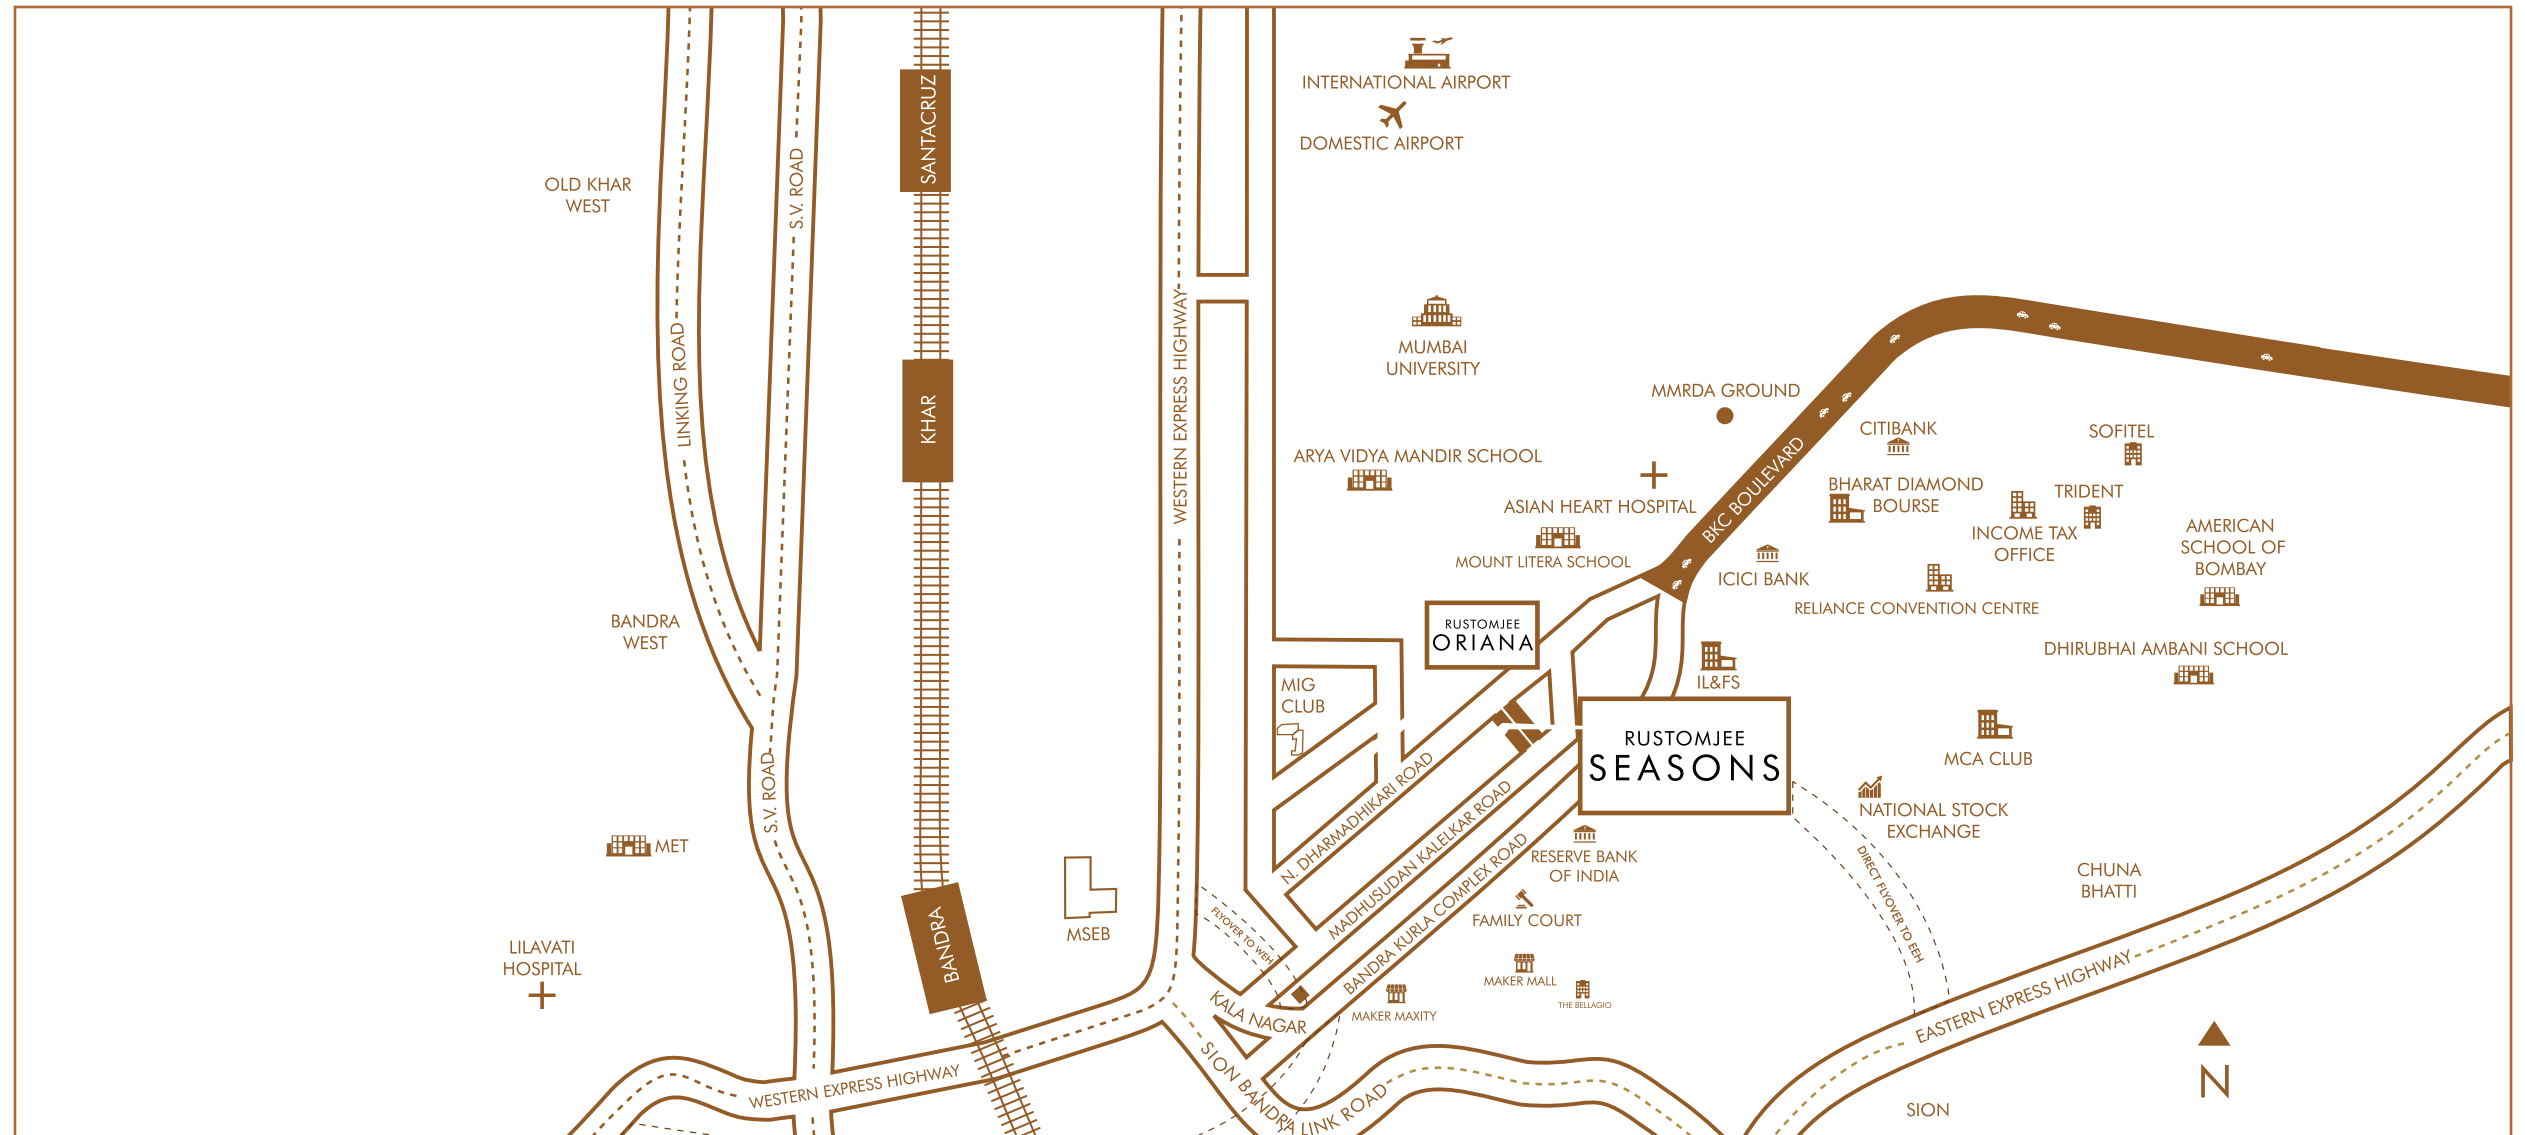 INTERNATIONAL AIRPORT
DOMESTIC AIRPORT
SANTACRUZ
S.V. ROAD
OLD KHAR
WEST
LINKING ROAD
KHAR
WESTERN EXPRESS HIGHWAY
MUMBAI
UNIVERSITY
MMRDA GROUND
ARYA VIDYA MANDIR SCHOOL
ASIAN HEART HOSPITAL
MOUNT LITERA SCHOOL
BKC BOULEVARD
CITIBANK
SOFITEL
BHARAT DIAMOND
BOURSE
TRIDENT
INCOME TAX
OFFICE
AMERICAN
SCHOOL OF
BOMBAY
ICICI BANK
RELIANCE CONVENTION CENTRE
BANDRA
WEST
RUSTOMJEE
ORIANA
DHIRUBHAI AMBANI SCHOOL
IL&FS
MIG
CLUB
RUSTOMJEE
SEASONS
MCA CLUB
S.V. ROAD
N. DHARMADHIKARI ROAD
MADHUSUDAN KALELKAR ROAD
BANDRA KURLA COMPLEX ROAD
NATIONAL STOCK
EXCHANGE
MET
RESERVE BANK
OF INDIA
DIRECT FLYOVER TO EEH
CHUNA
BHATTI
FAMILY COURT
MSEB
BANDRA
FLYOVER TO WEH
LILAVATI
HOSPITAL
MAKER MALL
THE BELLAGIO
KALA NAGAR
MAKER MAXITY
EASTERN EXPRESS HIGHWAY
WESTERN EXPRESS HIGHWAY
SION BANDRA LINK ROAD
N
SION